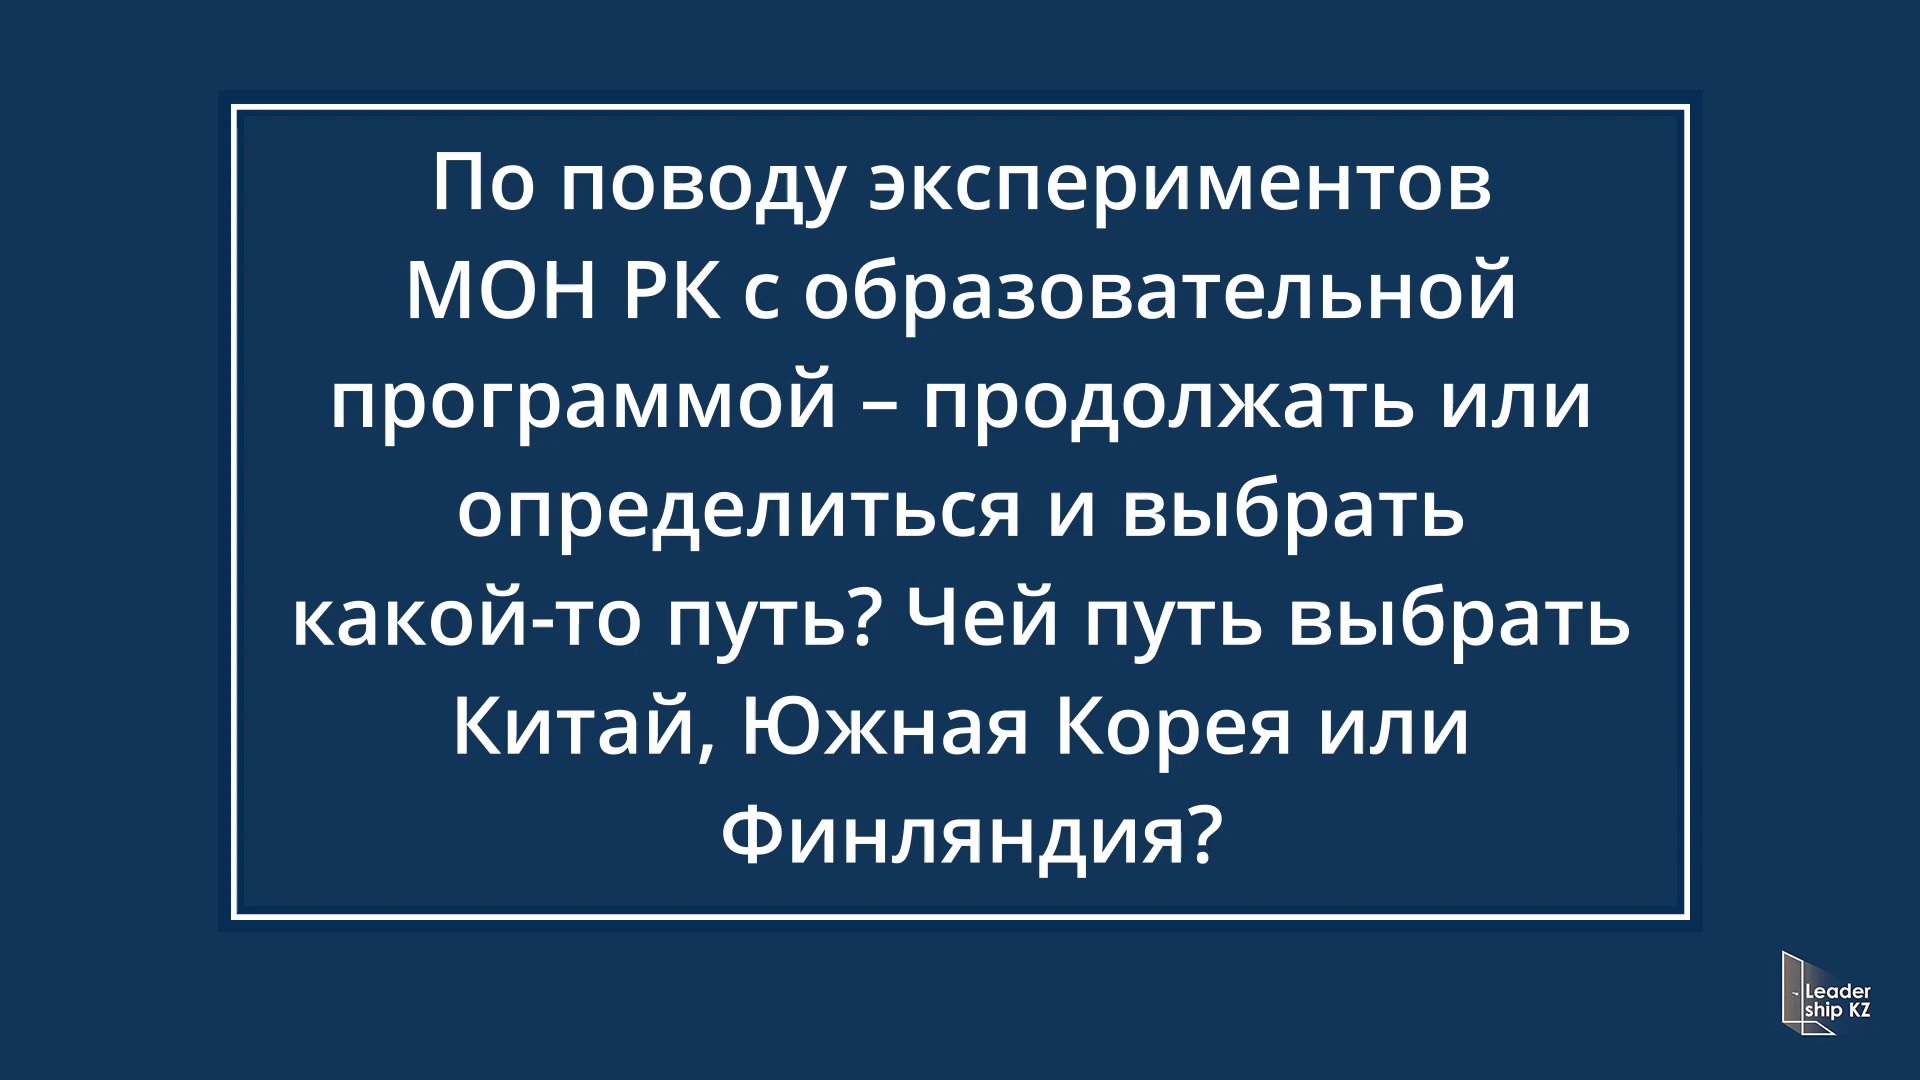 По поводу экспериментов
МОН РК с образовательной
программой – продолжать или
определиться и выбрать
какой-то путь? Чей путь выбрать
Китай, Южная Корея или
Финляндия?
Leader
ship KZ